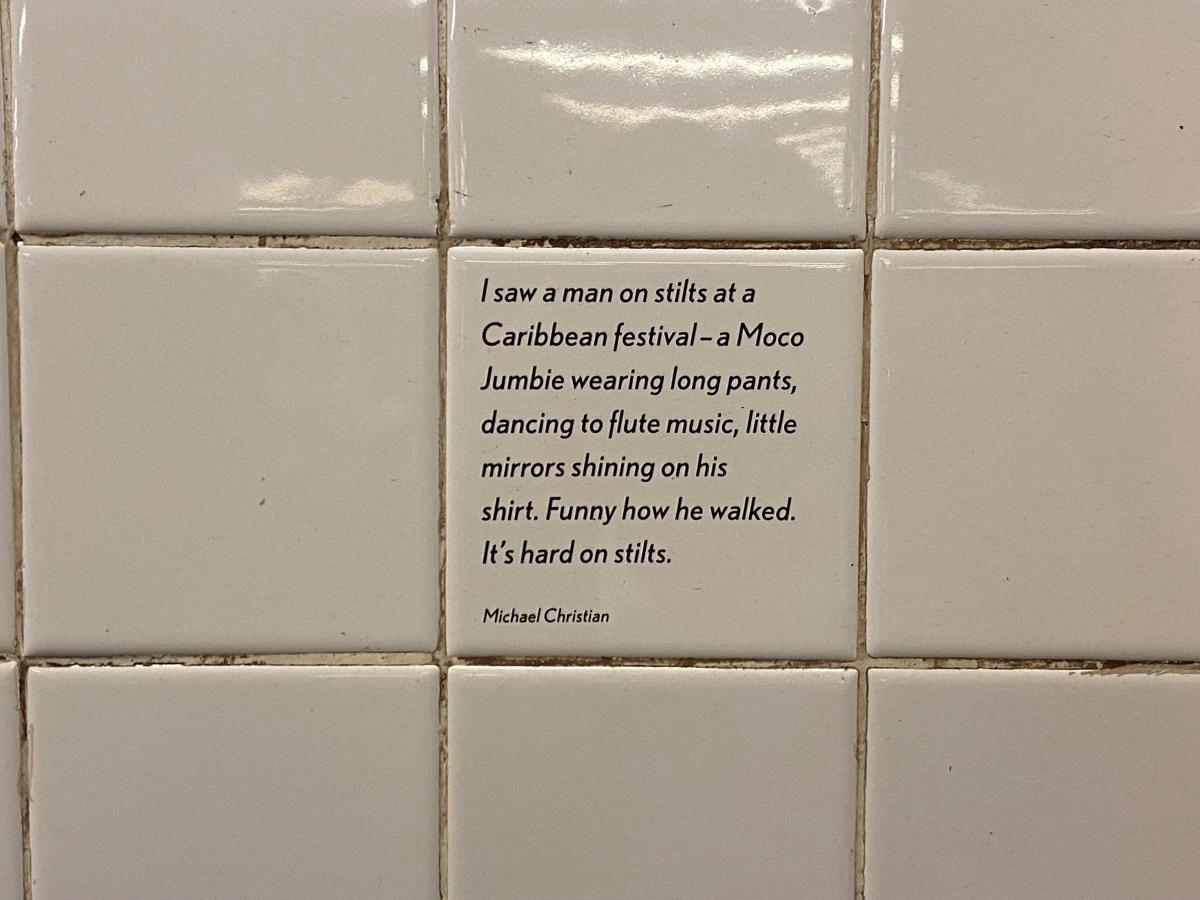 I saw a man on stilts at a
Caribbean festival – a Moco
Jumbie wearing long pants,
dancing to flute music, little
mirrors shining on his
shirt. Funny how he walked.
It’s hard on stilts.
Michael Christian